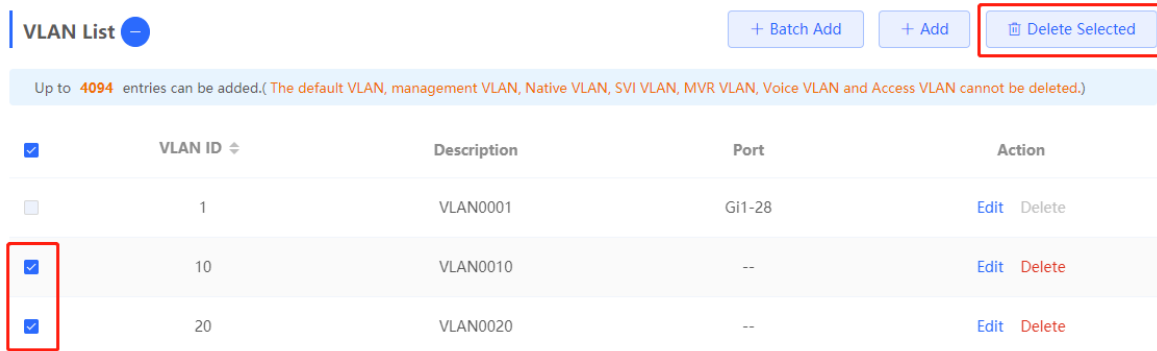 VLAN List
+ Batch Add
+ Add
Delete Selected
Up to 4094 entries can be added.( The default VLAN, management VLAN, Native VLAN, SVI VLAN, MVR VLAN, Voice VLAN and Access VLAN cannot be deleted.)
VLAN ID Description Port Action
1 VLAN0001 Gi1-28 Edit Delete
10 VLAN0010 -- Edit Delete
20 VLAN0020 -- Edit Delete